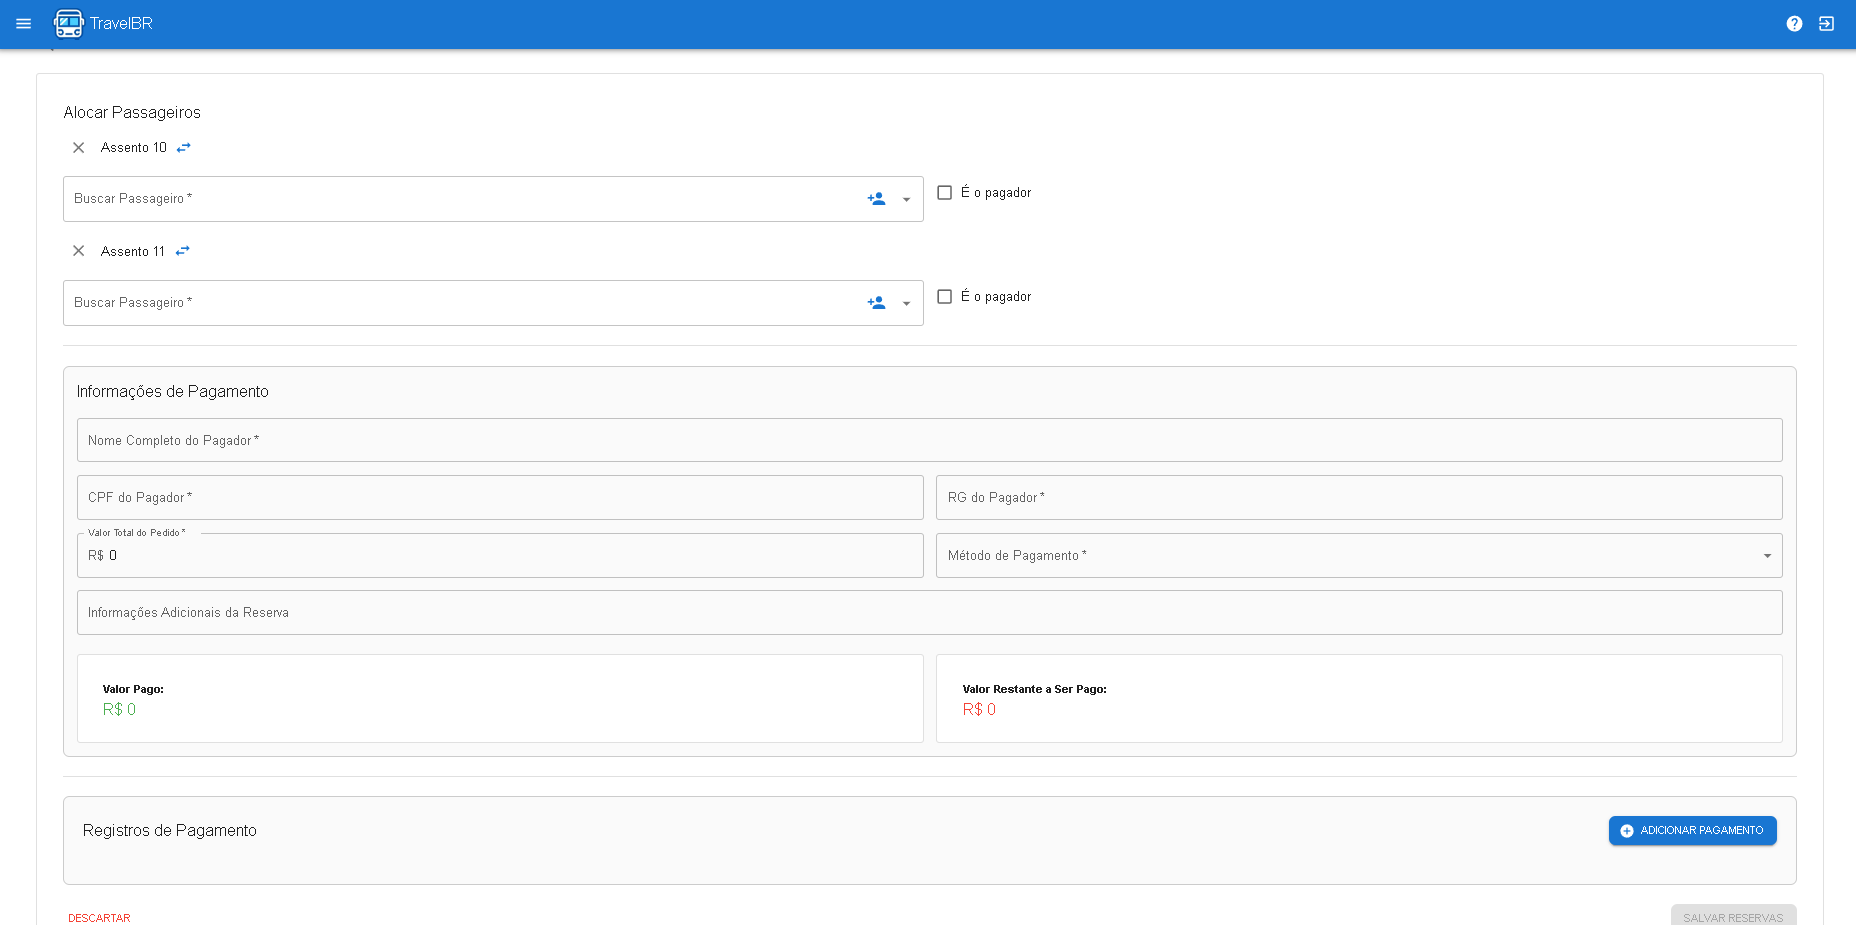 TravelBR
Alocar Passageiros
Assento 10
Buscar Passageiro *
É o pagador
Assento 11
Buscar Passageiro *
É o pagador
Informações de Pagamento
Nome Completo do Pagador *
CPF do Pagador *
RG do Pagador *
Valor Total do Pedido *
R$ 0
Método de Pagamento *
Informações Adicionais da Reserva
Valor Pago:
R$ 0
Valor Restante a Ser Pago:
R$ 0
Registros de Pagamento
ADICIONAR PAGAMENTO
DESCARTAR
SALVAR RESERVAS